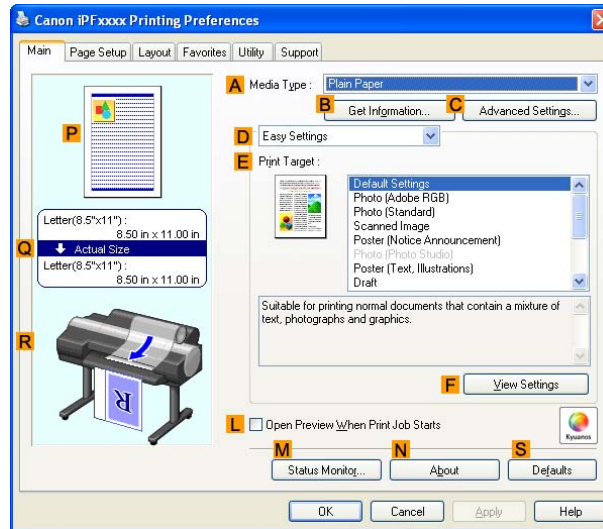 Canon iPFxxxx Printing Preferences
Main Page Setup Layout Favorites Utility Support
A Media Type : Plain Paper
B C
Get Information... Advanced Settings...
P
D Easy Settings
E Print Target :
Default Settings
Photo (Adobe RGB)
Photo (Standard)
Scanned Image
Poster (Notice Announcement)
Photo (Photo Studio)
Poster (Text, Illustrations)
Draft
Letter(8.5"x11") :
8.50 in x 11.00 in
Q Actual Size
Letter(8.5"x11") :
8.50 in x 11.00 in
Suitable for printing normal documents that contain a mixture of
text, photographs and graphics.
R
R
F View Settings
L Open Preview When Print Job Starts
Kyuanos
M N S
Status Monitor... About Defaults
OK Cancel Apply Help